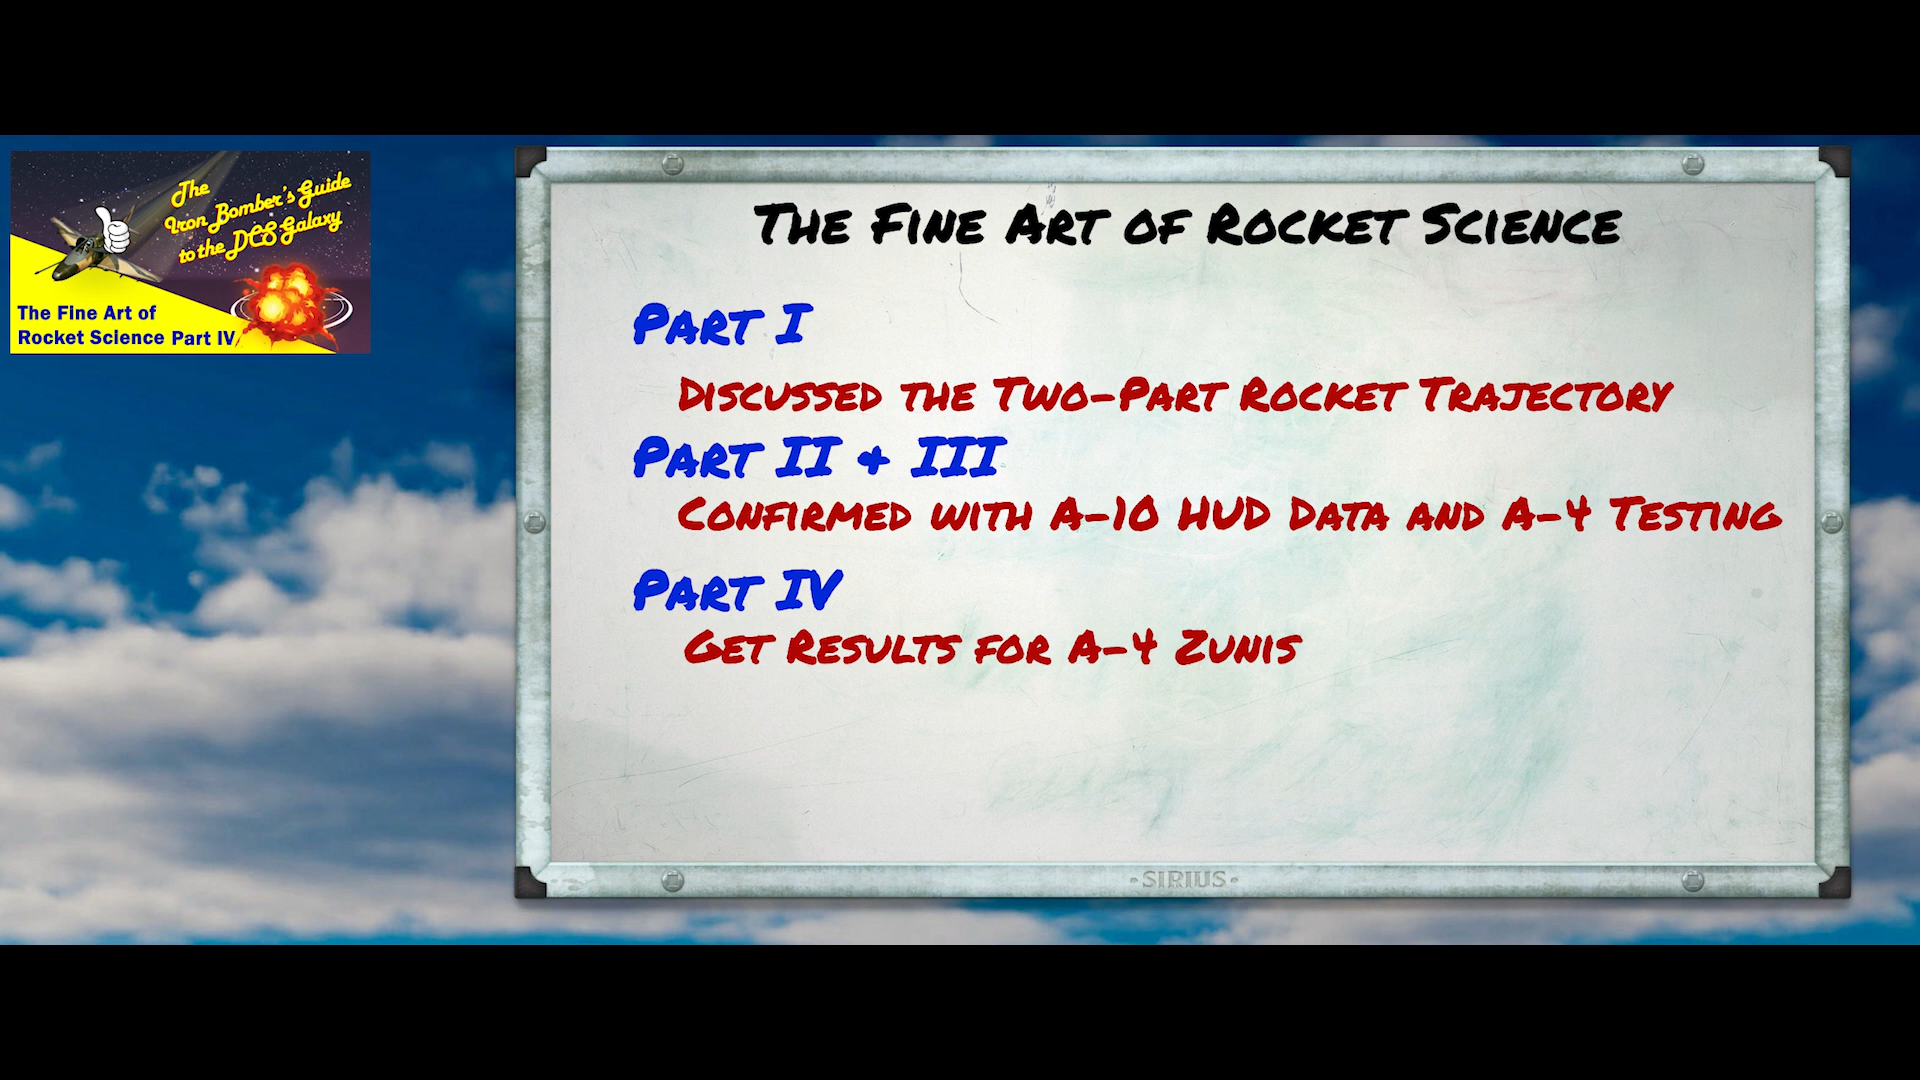 The
Iron Bomber's Guide
to the DCS Galaxy
The Fine Art of
Rocket Science Part IV
The Fine Art of Rocket Science
Part I
Discussed the Two-Part Rocket Trajectory
Part II & III
Confirmed with A-10 HUD Data and A-4 Testing
Part IV
Get Results for A-4 Zunis
·SIRIUS·